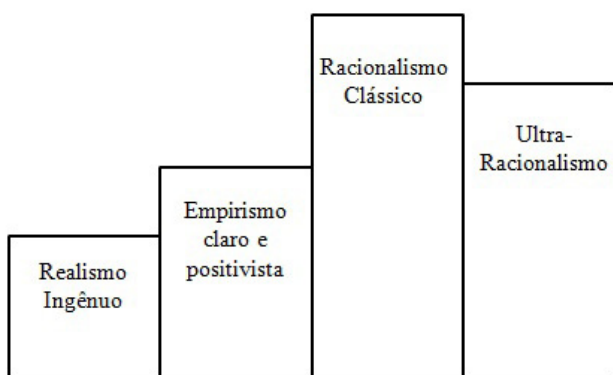 Realismo
Ingênuo
Empirismo
claro e
positivista
Racionalismo
Clássico
Ultra-
Racionalismo